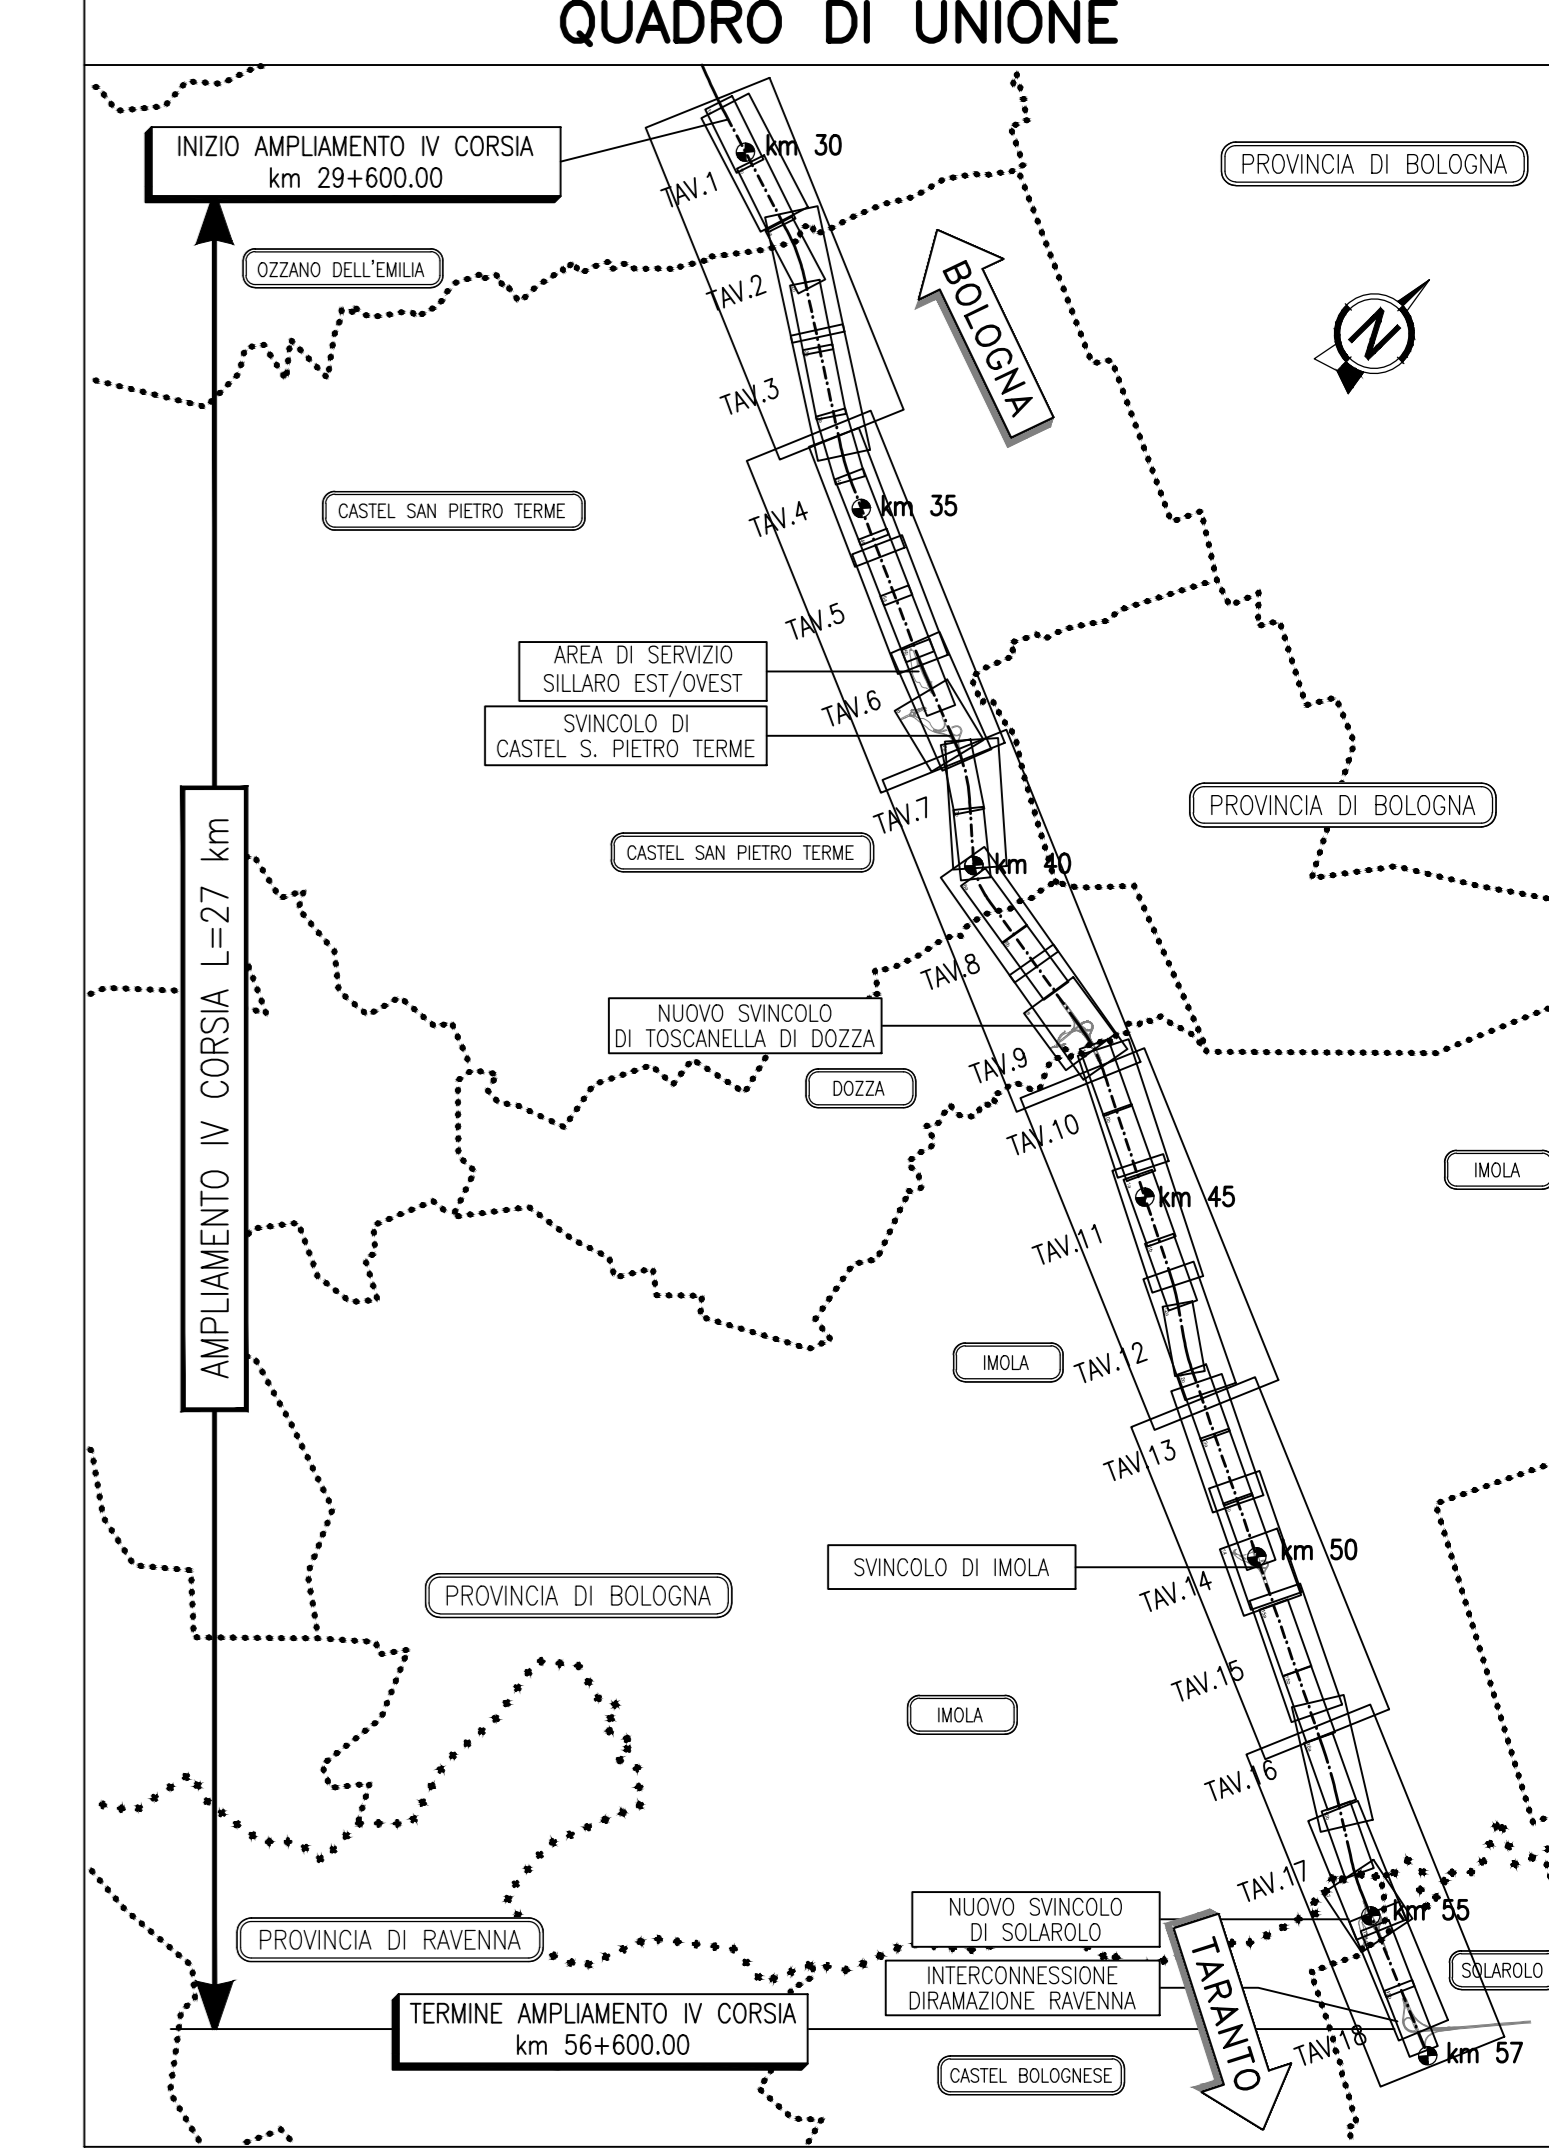 QUADRO DI UNIONE
INIZIO AMPLIAMENTO IV CORSIA
km 29+600.00
km 30
PROVINCIA DI BOLOGNA
TAV.1
OZZANO DELL'EMILIA
TAV.2
BOLOGNA
N
TAV.3
CASTEL SAN PIETRO TERME
TAV.4
km 35
TAV.5
AREA DI SERVIZIO
SILLARO EST/OVEST
TAV.6
SVINCOLO DI
CASTEL S. PIETRO TERME
PROVINCIA DI BOLOGNA
TAV.7
CASTEL SAN PIETRO TERME
km 40
AMPLIAMENTO IV CORSIA L=27 km
TAV.8
NUOVO SVINCOLO
DI TOSCANELLA DI DOZZA
TAV.9
DOZZA
TAV.10
IMOLA
km 45
TAV.11
IMOLA
TAV.12
TAV.13
SVINCOLO DI IMOLA
km 50
TAV.14
PROVINCIA DI BOLOGNA
TAV.15
IMOLA
TAV.16
TAV.17
NUOVO SVINCOLO
DI SOLAROLO
km 55
PROVINCIA DI RAVENNA
SOLAROLO
INTERCONNESSIONE
DIRAMAZIONE RAVENNA
TARANTO
TERMINE AMPLIAMENTO IV CORSIA
km 56+600.00
TAV.18
km 57
CASTEL BOLOGNESE